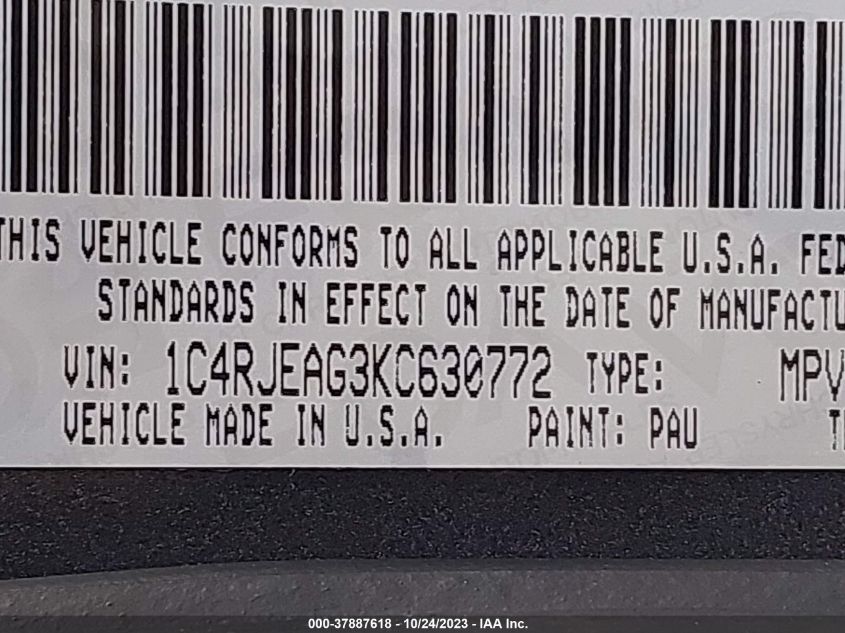 THIS VEHICLE CONFORMS TO ALL APPLICABLE U.S.A. FED
STANDARDS IN EFFECT ON THE DATE OF MANUFACTU
VIN: 1C4RJEAG3KC630772 TYPE: MPV
VEHICLE MADE IN U.S.A. PAINT: PAU
000-37887618 - 10/24/2023 - IAA Inc.